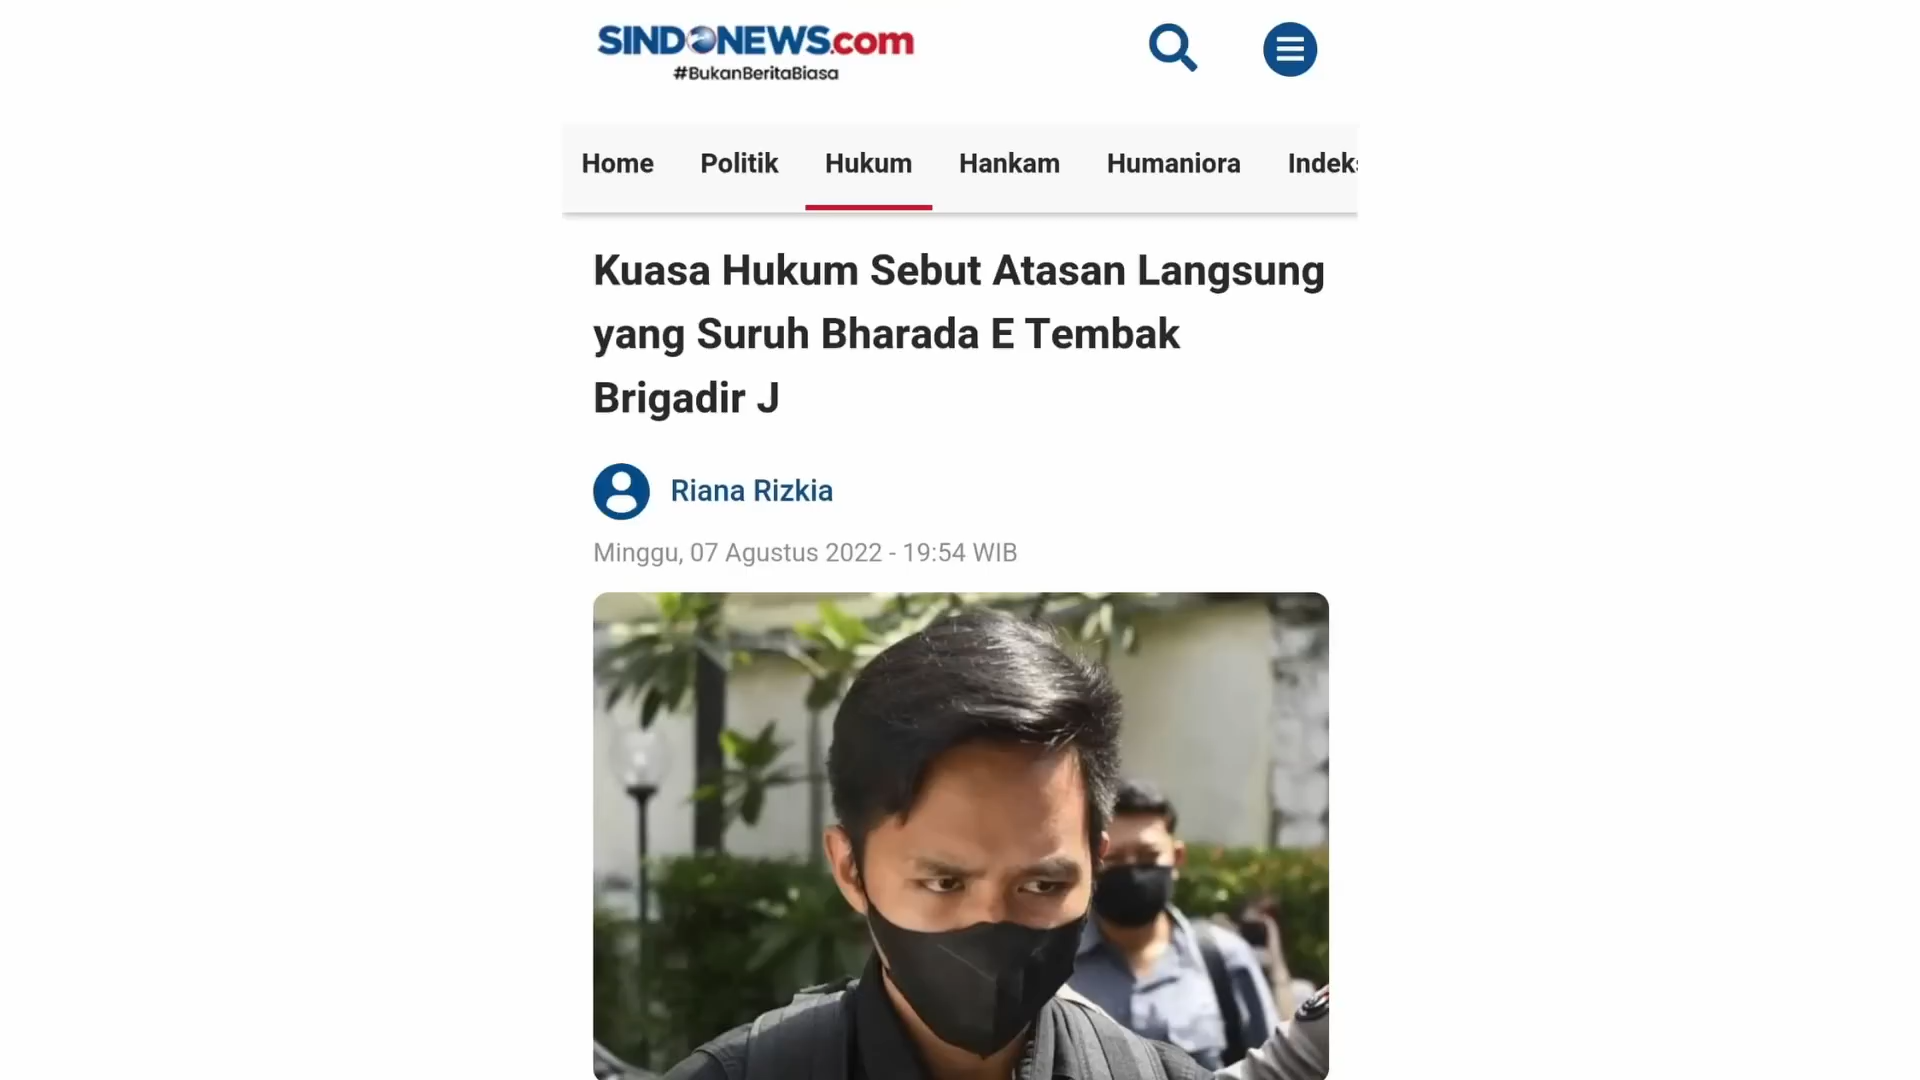 SINDONEWS.com
#BukanBeritaBiasa
Home Politik Hukum Hankam Humaniora Indeks
Kuasa Hukum Sebut Atasan Langsung
yang Suruh Bharada E Tembak
Brigadir J
Riana Rizkia
Minggu, 07 Agustus 2022 - 19:54 WIB